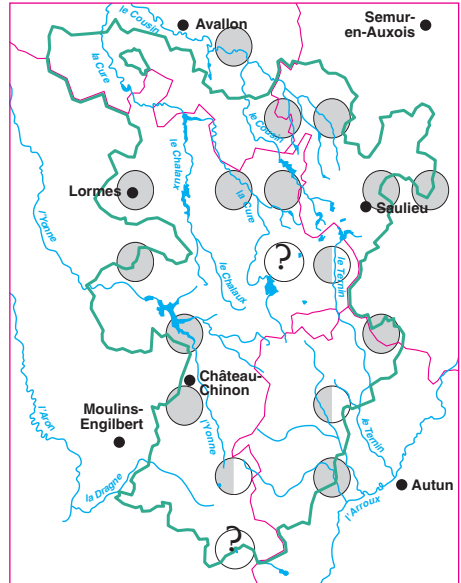 Avallon
Semur-
en-Auxois
le Cousin
la Cure
le Cousin
le Chalaux
Lormes
la Cure
Saulieu
l'Yonne
?
le Ternin
le Chalaux
Château-
Chinon
Moulins-
Engilbert
l'Aron
l'Yonne
le Ternin
la Dragne
Autun
l'Arroux
?